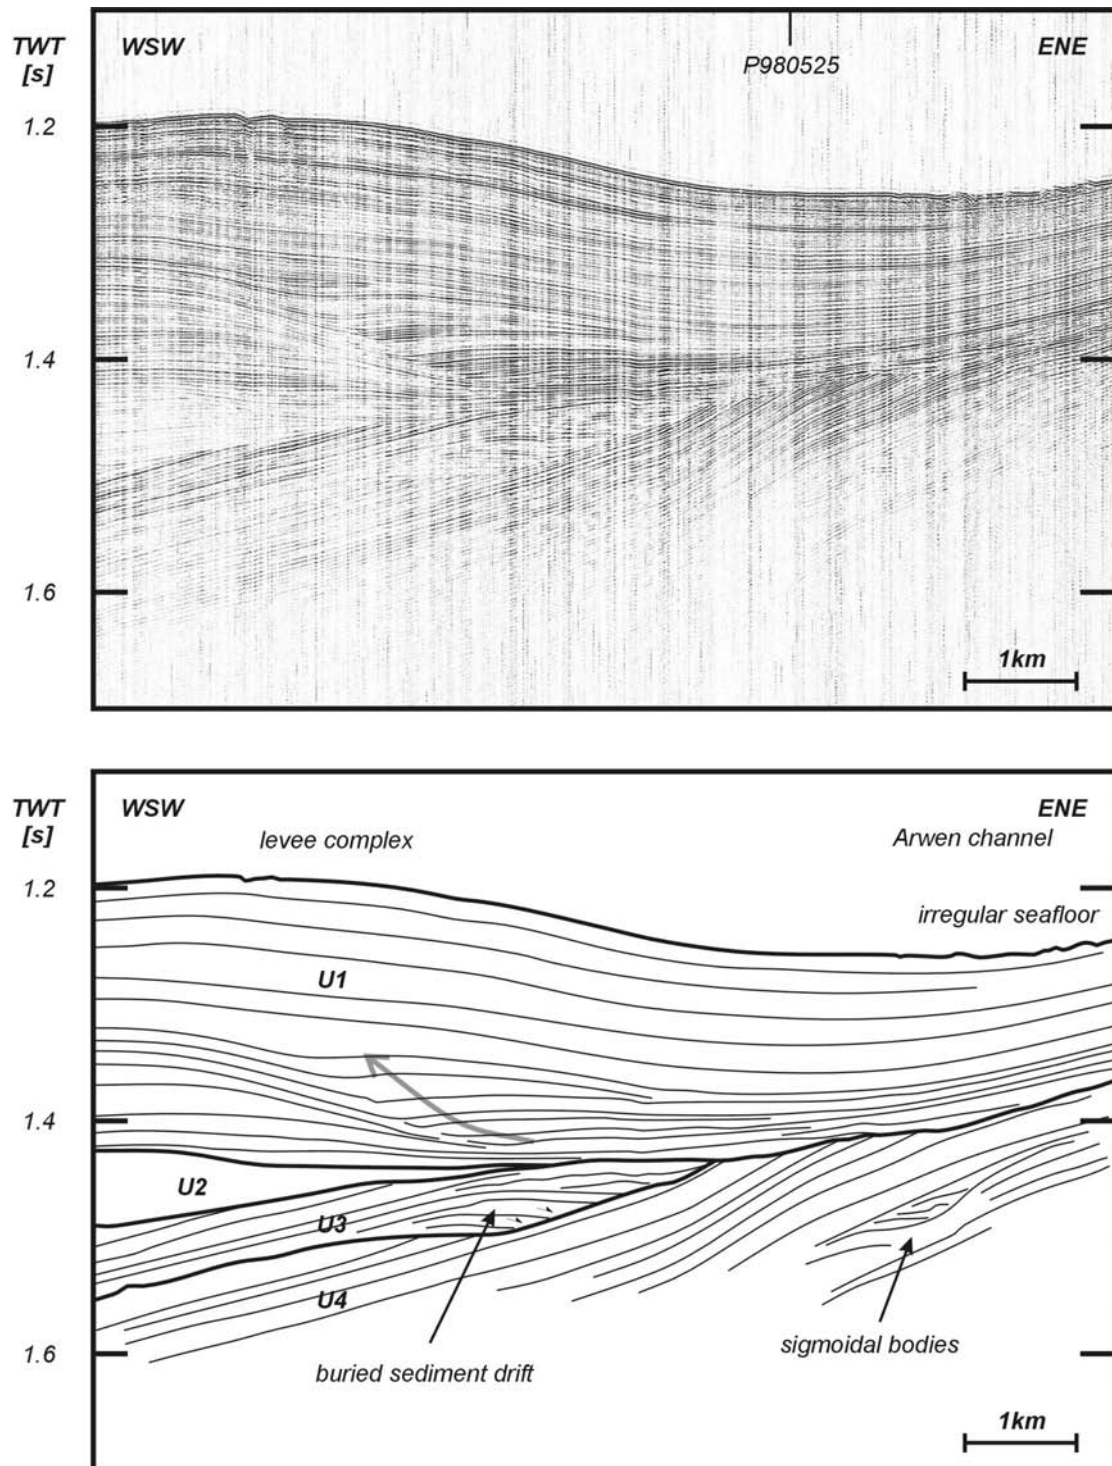 TWT
[s]
WSW
ENE
P980525
1.2
1.4
1.6
1km
TWT
[s]
WSW
ENE
levee complex
Arwen channel
1.2
irregular seafloor
U1
1.4
U2
U3
U4
1.6
sigmoidal bodies
buried sediment drift
1km